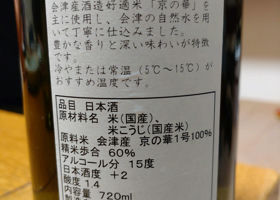 会津産酒造好適米「京の華」を
主に使用し、会津の自然水を用
いて丁寧に仕込みました。
豊かな香りと深い味わいが特徴
です。
冷やまたは常温(5℃〜15℃)
がおすすめ温度です。
品目 日本酒
原材料名 米(国産)、
米こうじ(国産米)
原料米 会津産 京の華1号100%
精米歩合 60%
アルコール分 15度
日本酒度 +2
酸度 1.4
内容量 720ml